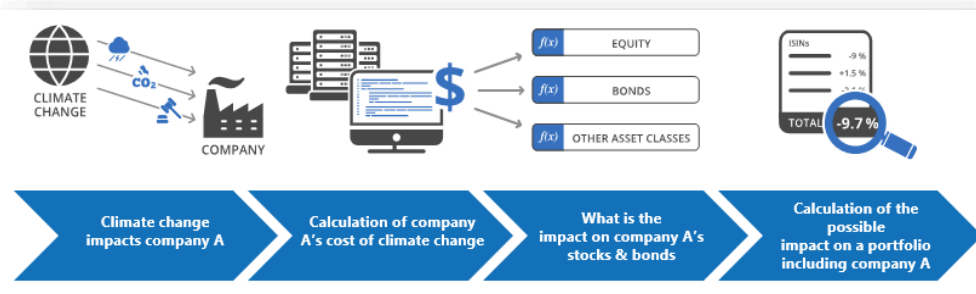 CLIMATE
CHANGE
CO₂
COMPANY
$
f(x) EQUITY
f(x) BONDS
f(x) OTHER ASSET CLASSES
ISINs
-9 %
+1.5 %
TOTAL -9.7 %
Climate change
impacts company A
Calculation of company
A's cost of climate change
What is the
impact on company A's
stocks & bonds
Calculation of the
possible
impact on a portfolio
including company A